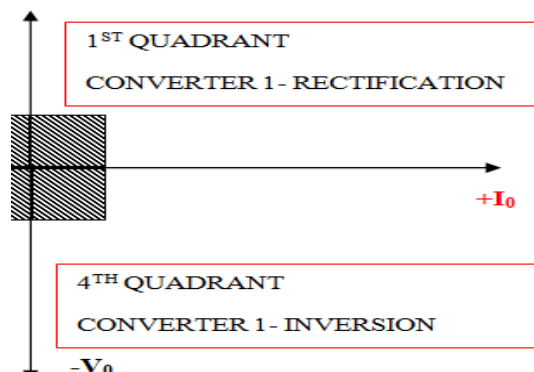 1ST QUADRANT
CONVERTER 1- RECTIFICATION
+I0
4TH QUADRANT
CONVERTER 1- INVERSION
-V0